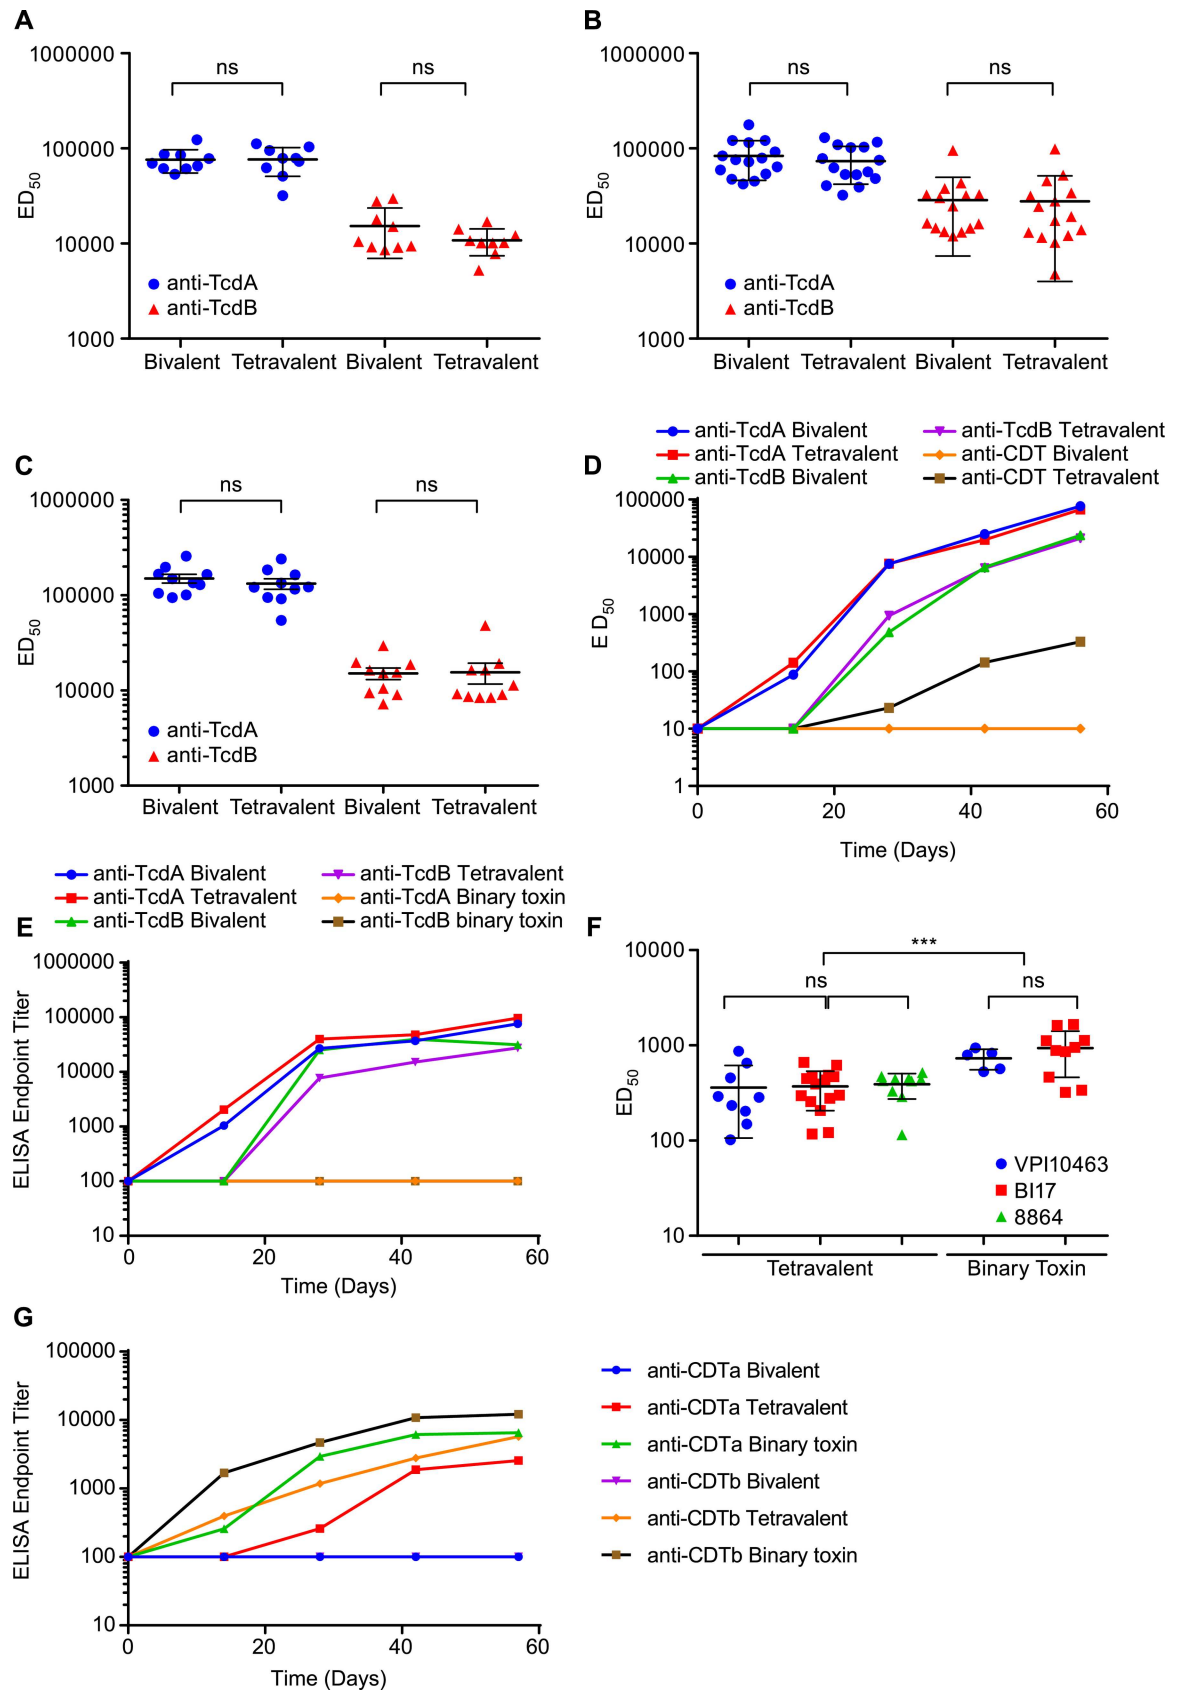 A
1000000
100000
10000
1000
ED50
ns
ns
anti-TcdA
anti-TcdB
Bivalent Tetravalent Bivalent Tetravalent
B
1000000
100000
10000
1000
ED50
ns
ns
anti-TcdA
anti-TcdB
Bivalent Tetravalent Bivalent Tetravalent
C
1000000
100000
10000
1000
ED50
ns
ns
anti-TcdA
anti-TcdB
Bivalent Tetravalent Bivalent Tetravalent
D
anti-TcdA Bivalent
anti-TcdA Tetravalent
anti-TcdB Bivalent
anti-TcdB Tetravalent
anti-CDT Bivalent
anti-CDT Tetravalent
100000
10000
1000
100
10
1
E D50
0 20 40 60
Time (Days)
anti-TcdA Bivalent
anti-TcdA Tetravalent
anti-TcdB Bivalent
anti-TcdB Tetravalent
anti-TcdA Binary toxin
anti-TcdB binary toxin
E
1000000
100000
10000
1000
100
10
ELISA Endpoint Titer
0 20 40 60
Time (Days)
F
10000
1000
100
10
ED50
***
ns
ns
VPI10463
BI17
8864
Tetravalent Binary Toxin
G
100000
10000
1000
100
10
ELISA Endpoint Titer
0 20 40 60
Time (Days)
anti-CDTa Bivalent
anti-CDTa Tetravalent
anti-CDTa Binary toxin
anti-CDTb Bivalent
anti-CDTb Tetravalent
anti-CDTb Binary toxin